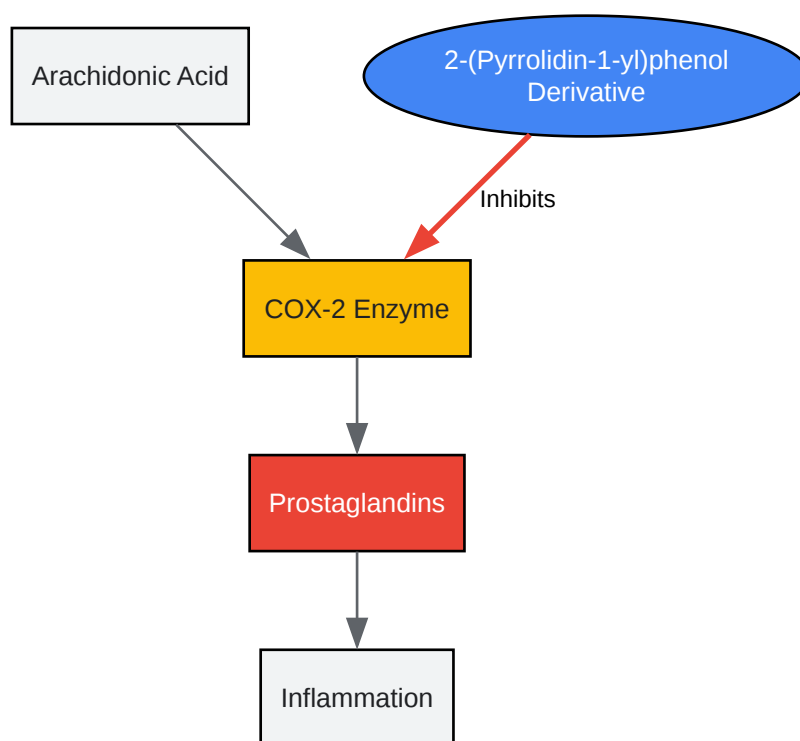 Arachidonic Acid
2-(Pyrrolidin-1-yl)phenol
Derivative
Inhibits
COX-2 Enzyme
Prostaglandins
Inflammation